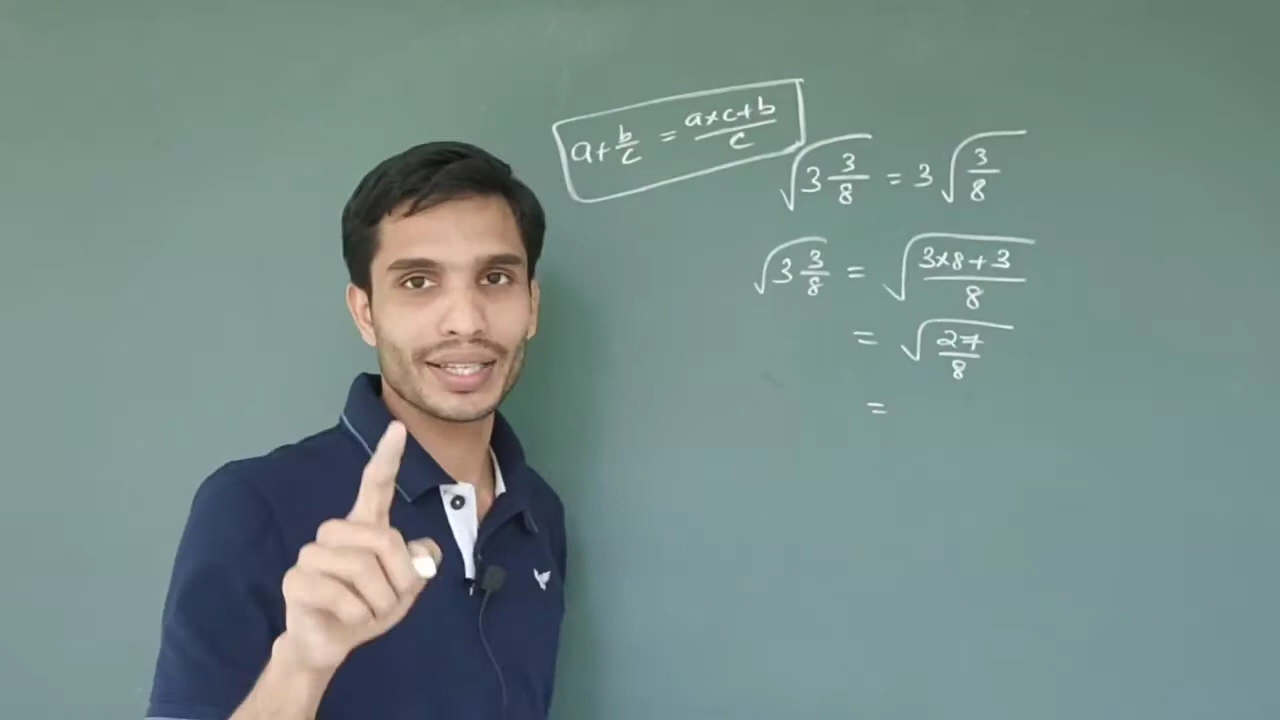 a+b/c = a×c+b/c
√3 3/8 = 3√3/8
√3 3/8 = √3×8+3/8
= √27/8
=